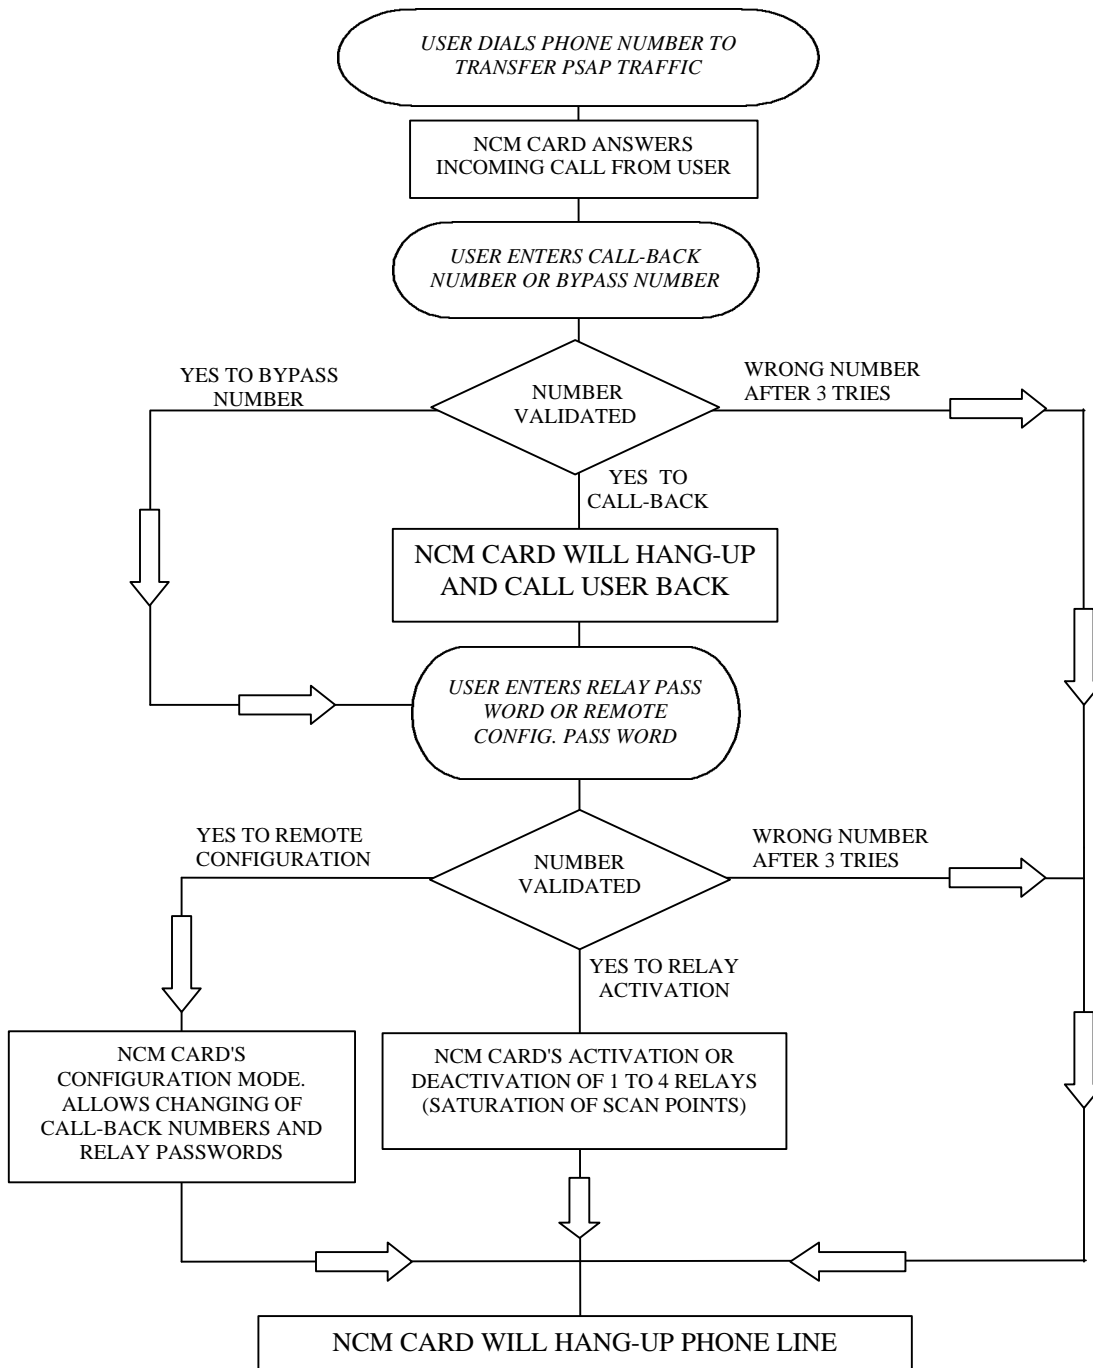 USER DIALS PHONE NUMBER TO
TRANSFER PSAP TRAFFIC
NCM CARD ANSWERS
INCOMING CALL FROM USER
USER ENTERS CALL-BACK
NUMBER OR BYPASS NUMBER
YES TO BYPASS
NUMBER
NUMBER
VALIDATED
WRONG NUMBER
AFTER 3 TRIES
YES TO
CALL-BACK
NCM CARD WILL HANG-UP
AND CALL USER BACK
USER ENTERS RELAY PASS
WORD OR REMOTE
CONFIG. PASS WORD
YES TO REMOTE
CONFIGURATION
NUMBER
VALIDATED
WRONG NUMBER
AFTER 3 TRIES
YES TO RELAY
ACTIVATION
NCM CARD'S
CONFIGURATION MODE.
ALLOWS CHANGING OF
CALL-BACK NUMBERS AND
RELAY PASSWORDS
NCM CARD'S ACTIVATION OR
DEACTIVATION OF 1 TO 4 RELAYS
(SATURATION OF SCAN POINTS)
NCM CARD WILL HANG-UP PHONE LINE